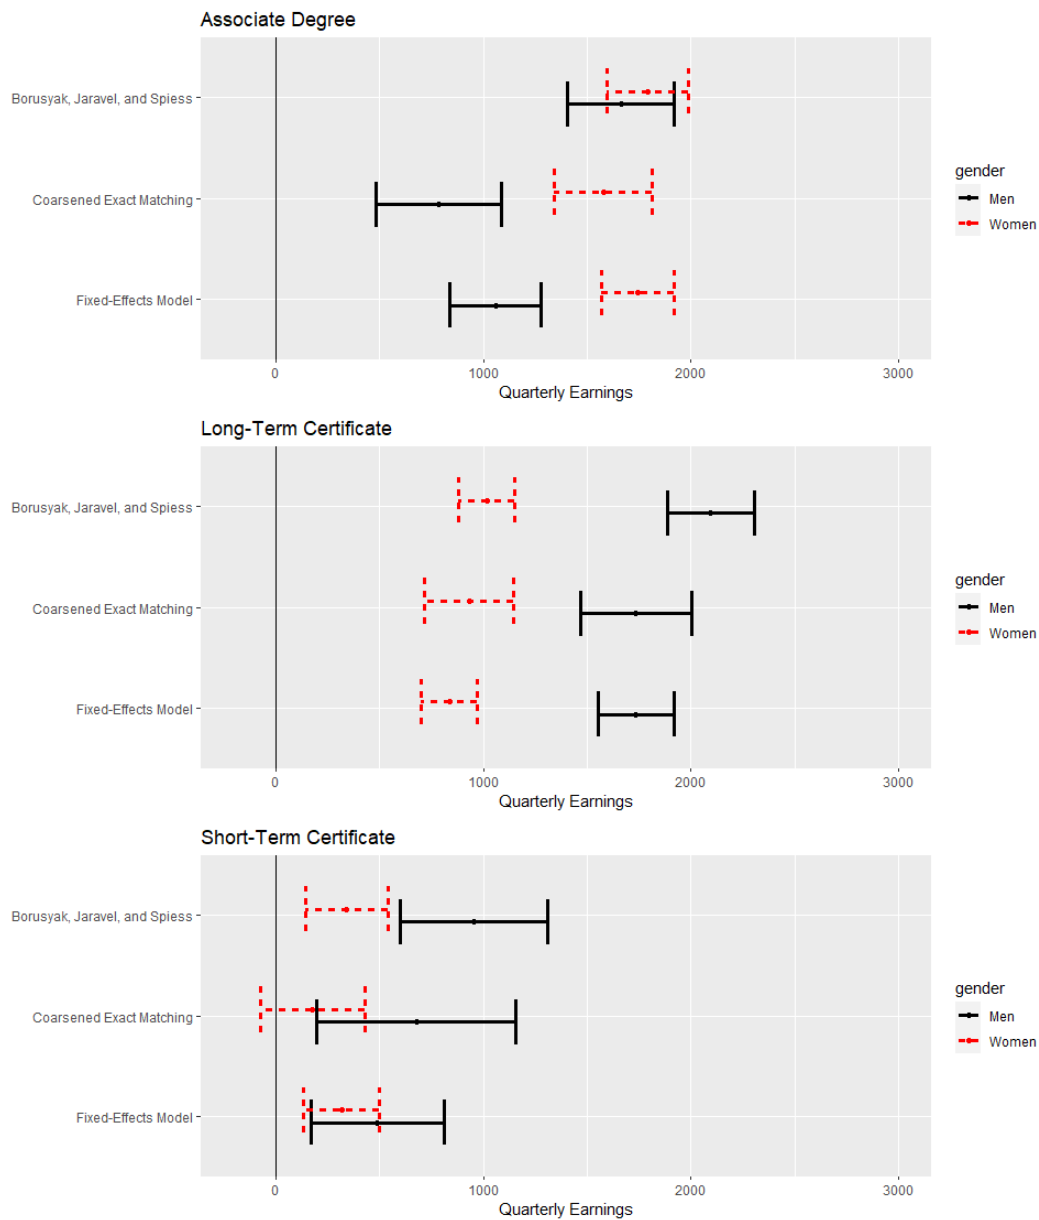 Associate Degree
Borusyak, Jaravel, and Spiess
Coarsened Exact Matching
Fixed-Effects Model
0 1000 2000 3000
Quarterly Earnings
gender
Men
Women
Long-Term Certificate
Borusyak, Jaravel, and Spiess
Coarsened Exact Matching
Fixed-Effects Model
0 1000 2000 3000
Quarterly Earnings
gender
Men
Women
Short-Term Certificate
Borusyak, Jaravel, and Spiess
Coarsened Exact Matching
Fixed-Effects Model
0 1000 2000 3000
Quarterly Earnings
gender
Men
Women